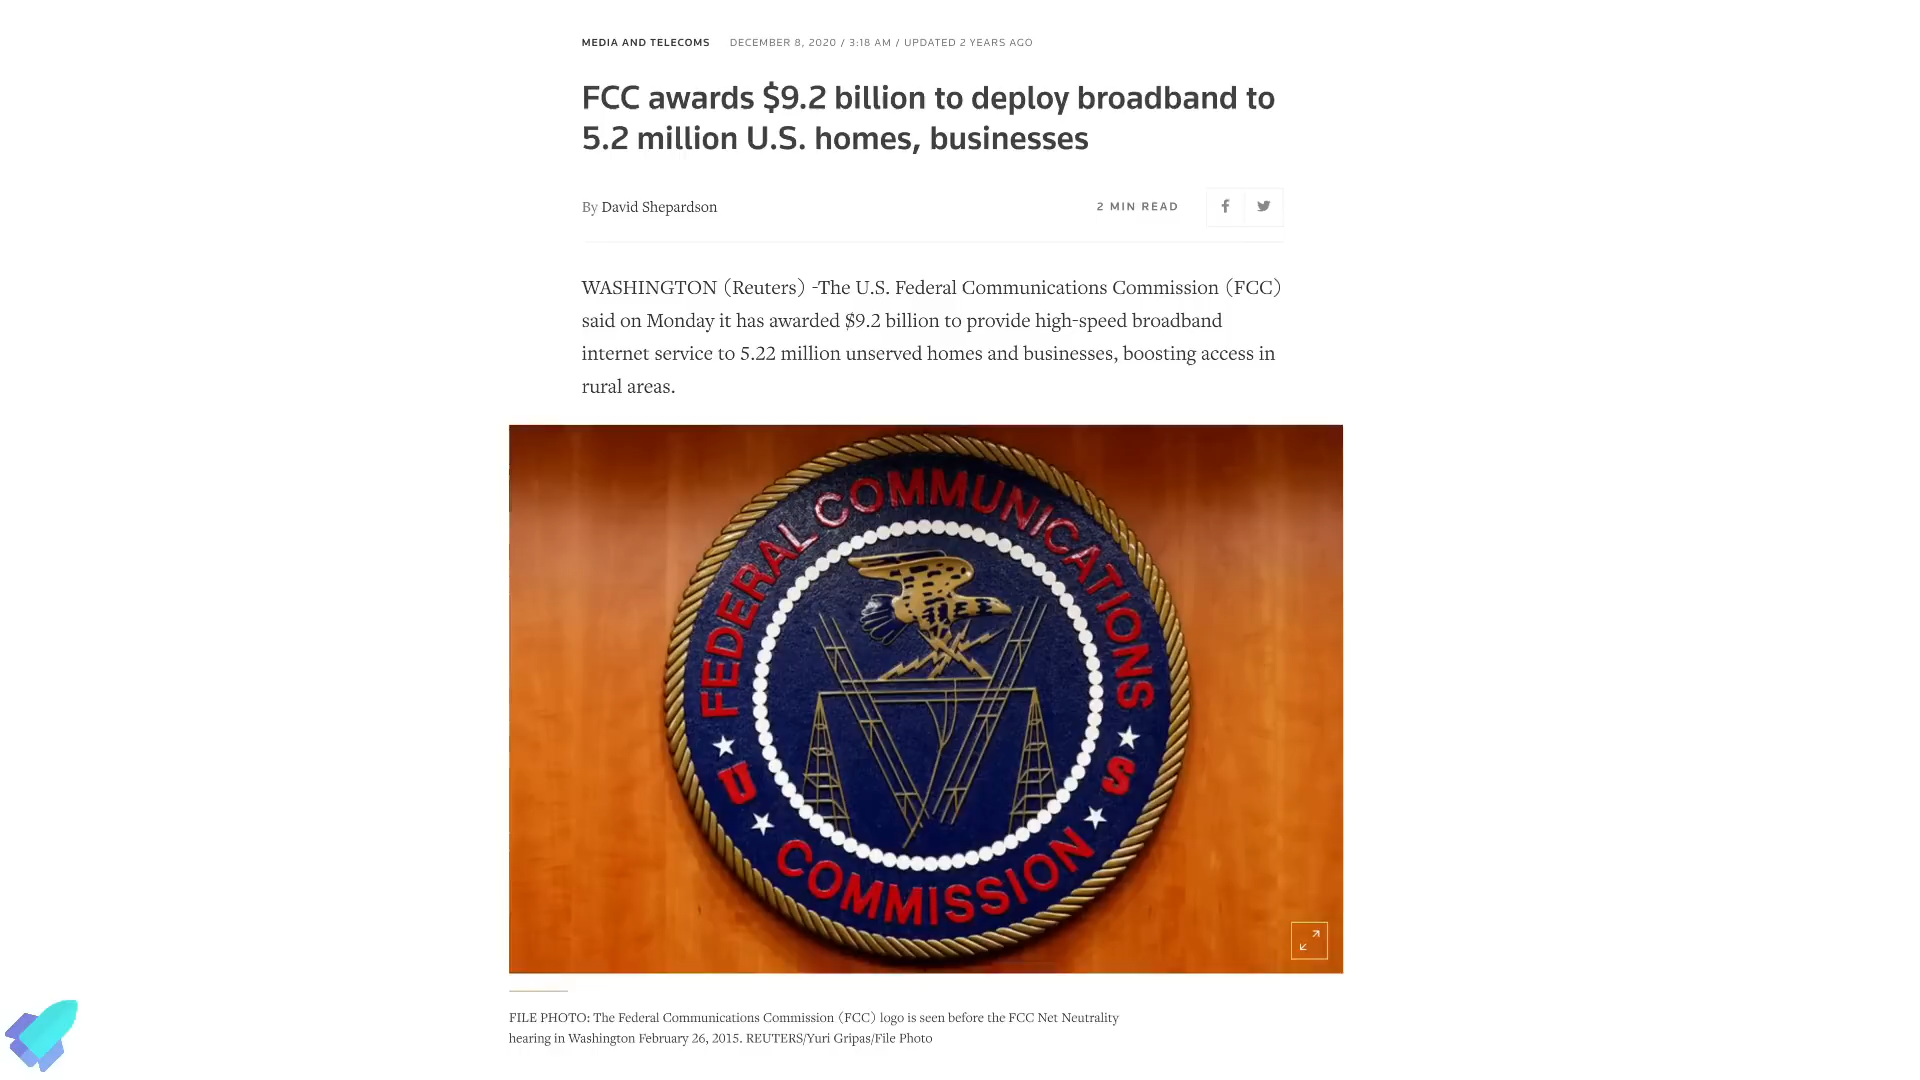 MEDIA AND TELECOMS DECEMBER 8, 2020 / 3:18 AM / UPDATED 2 YEARS AGO
FCC awards $9.2 billion to deploy broadband to
5.2 million U.S. homes, businesses
By David Shepardson
2 MIN READ
WASHINGTON (Reuters) -The U.S. Federal Communications Commission (FCC)
said on Monday it has awarded $9.2 billion to provide high-speed broadband
internet service to 5.22 million unserved homes and businesses, boosting access in
rural areas.
FEDERAL COMMUNICATIONS
U S
COMMISSION
FILE PHOTO: The Federal Communications Commission (FCC) logo is seen before the FCC Net Neutrality
hearing in Washington February 26, 2015. REUTERS/Yuri Gripas/File Photo